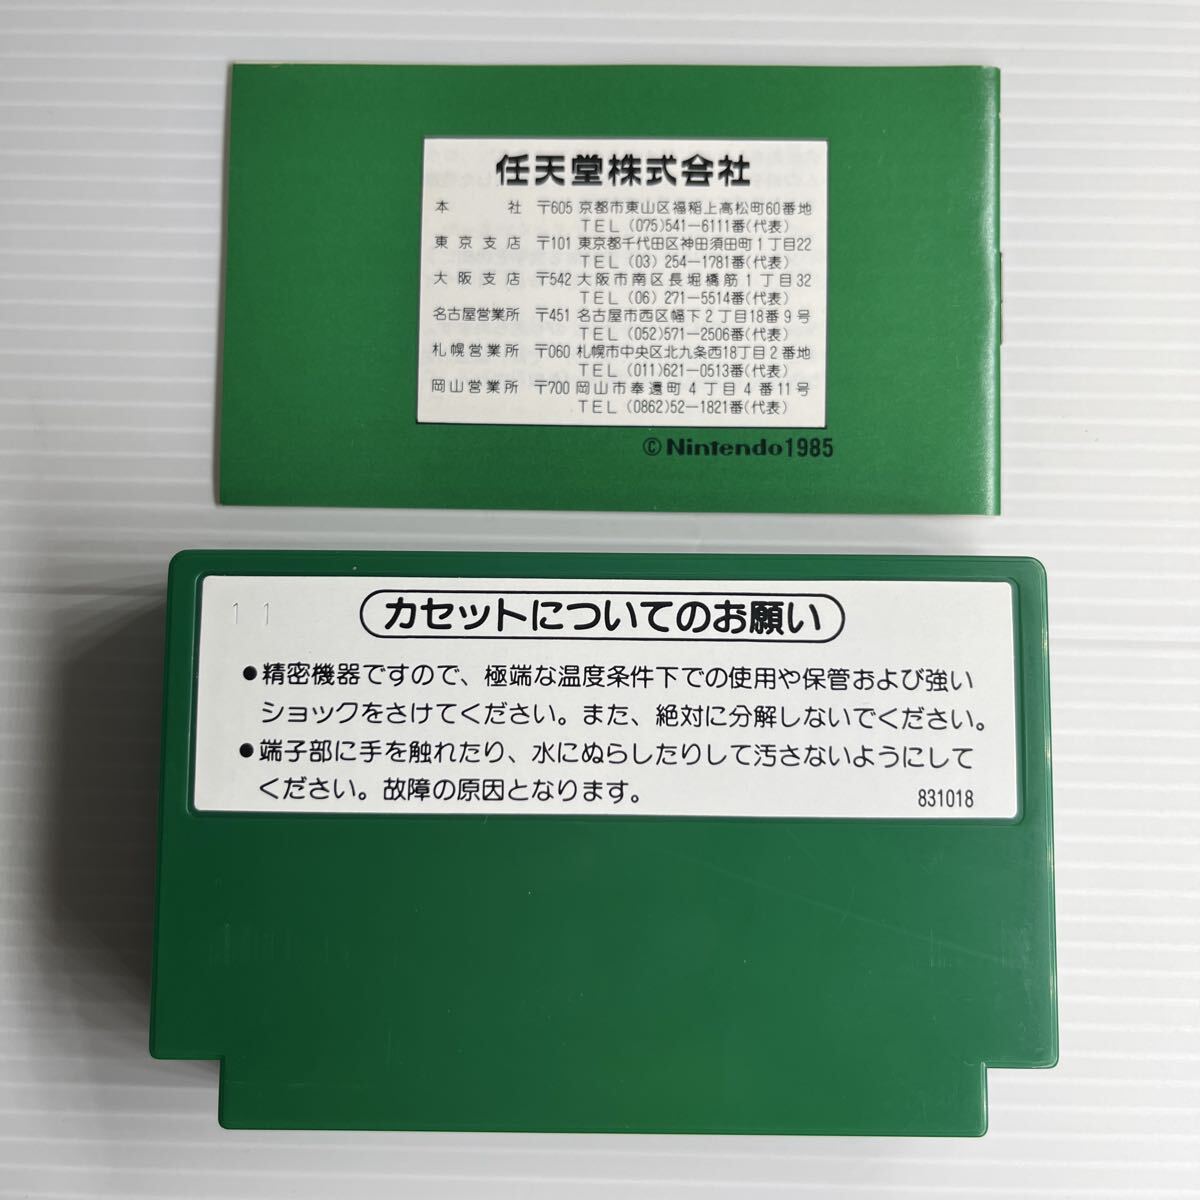 任天堂株式会社
本社 〒605 京都市東山区福稲上高松町60番地
TEL (075)541-6111番(代表)
東京支店 〒101 東京都千代田区神田須田町1丁目22
TEL (03) 254-1781番(代表)
大阪支店 〒542 大阪市南区長堀橋筋1丁目32
TEL (06) 271-5514番(代表)
名古屋営業所 〒451 名古屋市西区幅下2丁目18番9号
TEL (052)571-2506番(代表)
札幌営業所 〒060 札幌市中央区北九条西18丁目2番地
TEL (011)621-0513番(代表)
岡山営業所 〒700 岡山市奉還町4丁目4番11号
TEL (0862)52-1821番(代表)
©Nintendo1985
11
カセットについてのお願い
●精密機器ですので、極端な温度条件下での使用や保管および強い
ショックをさけてください。また、絶対に分解しないでください。
●端子部に手を触れたり、水にぬらしたりして汚さないようにして
ください。故障の原因となります。
831018